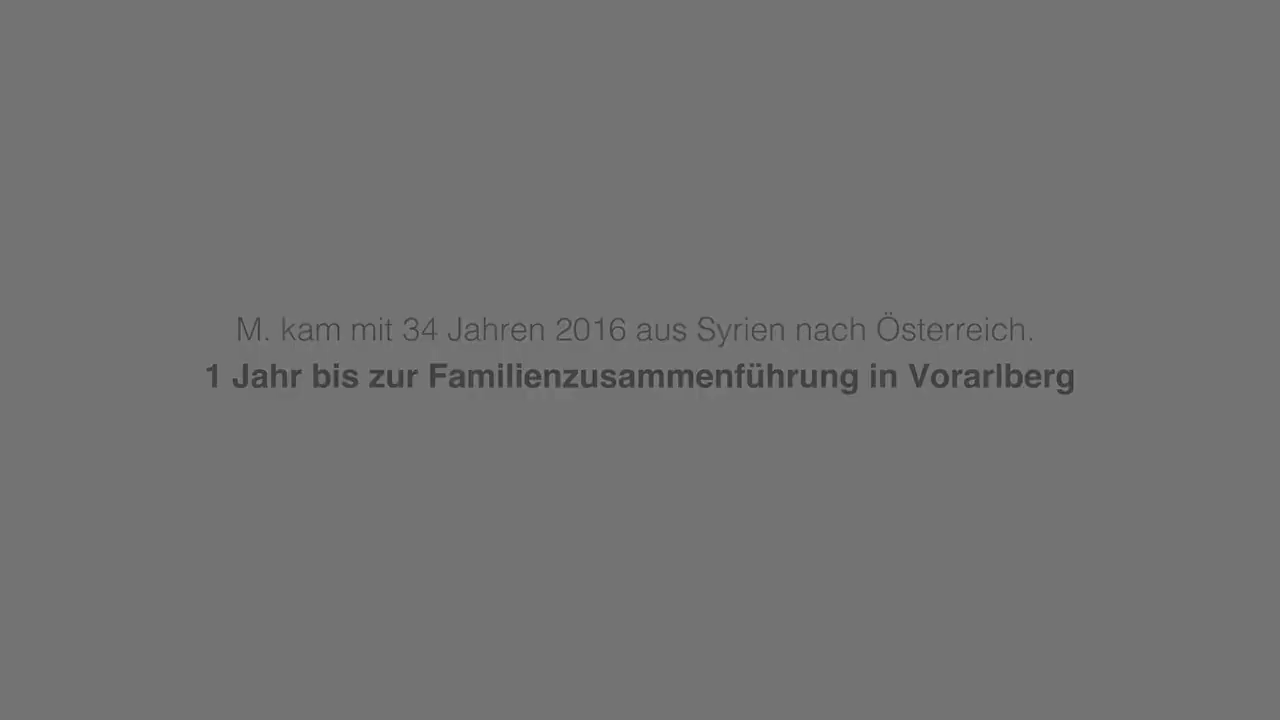 M. kam mit 34 Jahren 2016 aus Syrien nach Österreich.
1 Jahr bis zur Familienzusammenführung in Vorarlberg